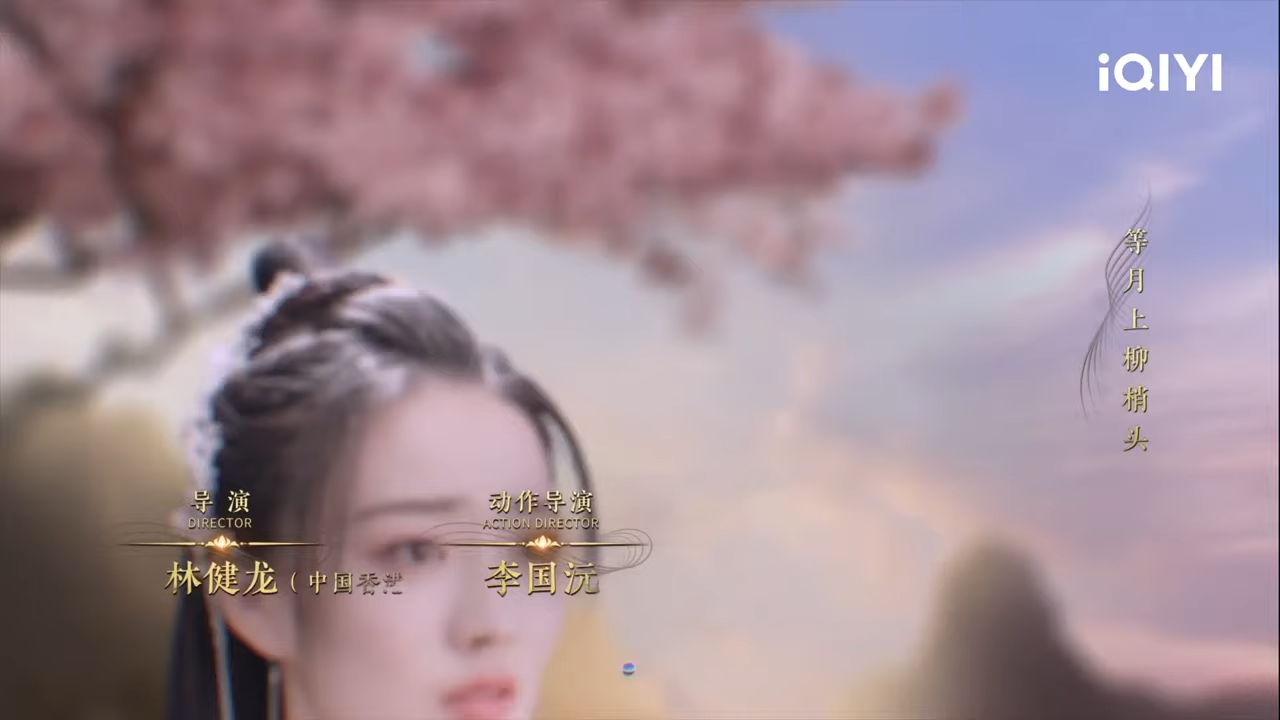 iQIYI
等月上柳梢头
导演
DIRECTOR
林健龙（中国香港
动作导演
ACTION DIRECTOR
李国沅